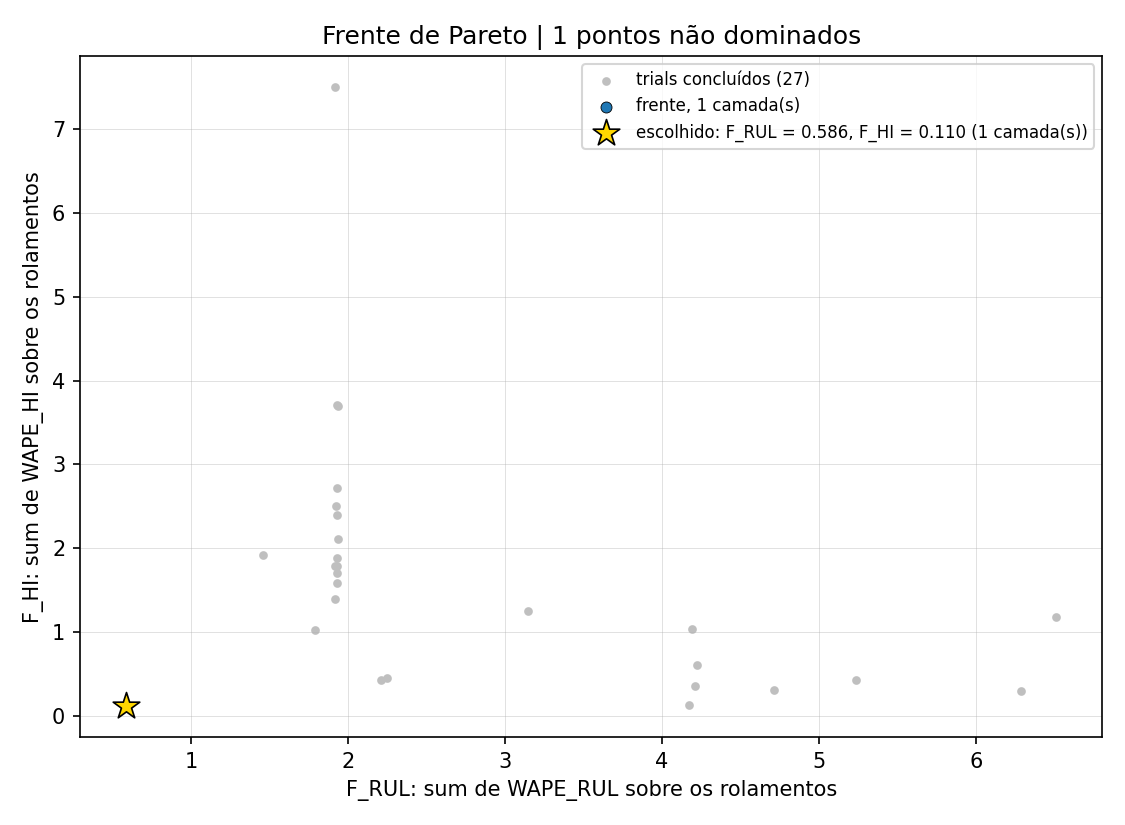 Frente de Pareto | 1 pontos não dominados
trials concluídos (27)
frente, 1 camada(s)
escolhido: F_RUL = 0.586, F_HI = 0.110 (1 camada(s))
F_HI: sum de WAPE_HI sobre os rolamentos
7
6
5
4
3
2
1
0
1 2 3 4 5 6
F_RUL: sum de WAPE_RUL sobre os rolamentos